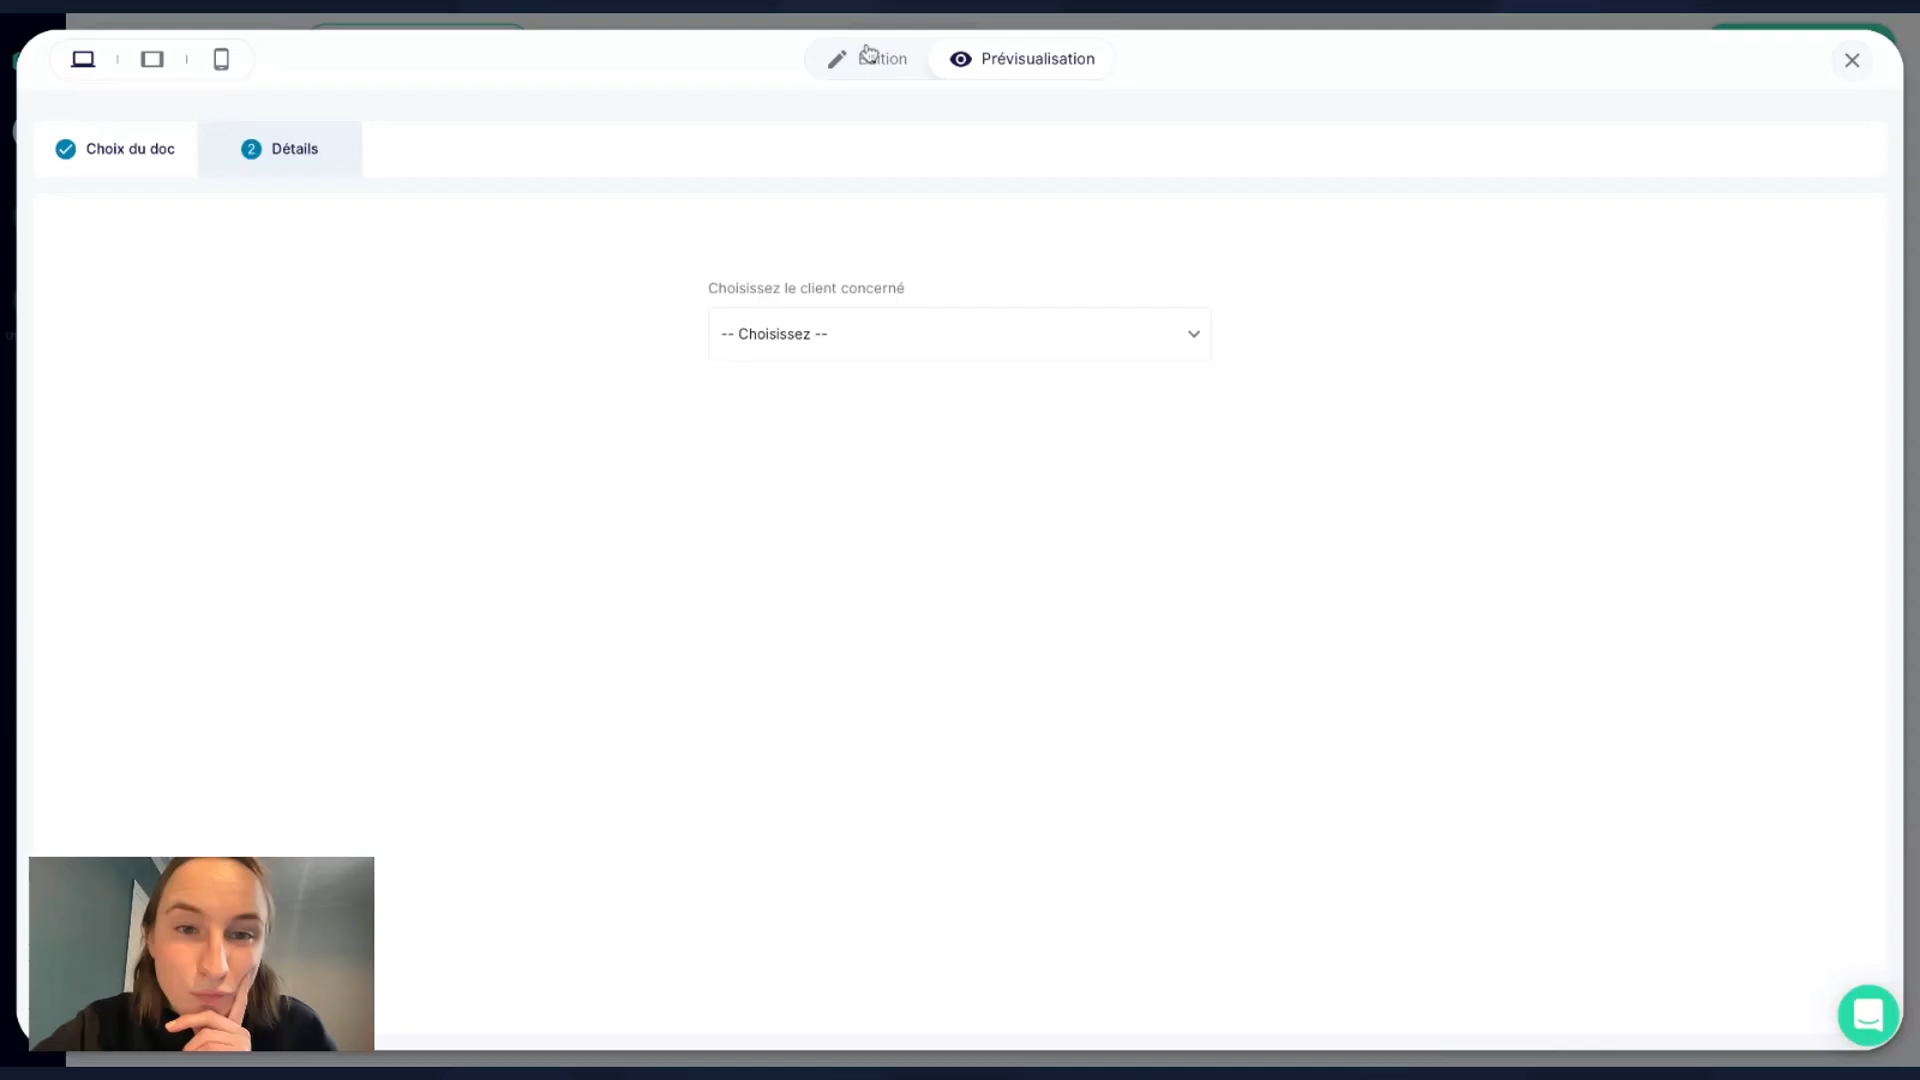 Édition
Prévisualisation
Choix du doc
2
Détails
Choisissez le client concerné
-- Choisissez --